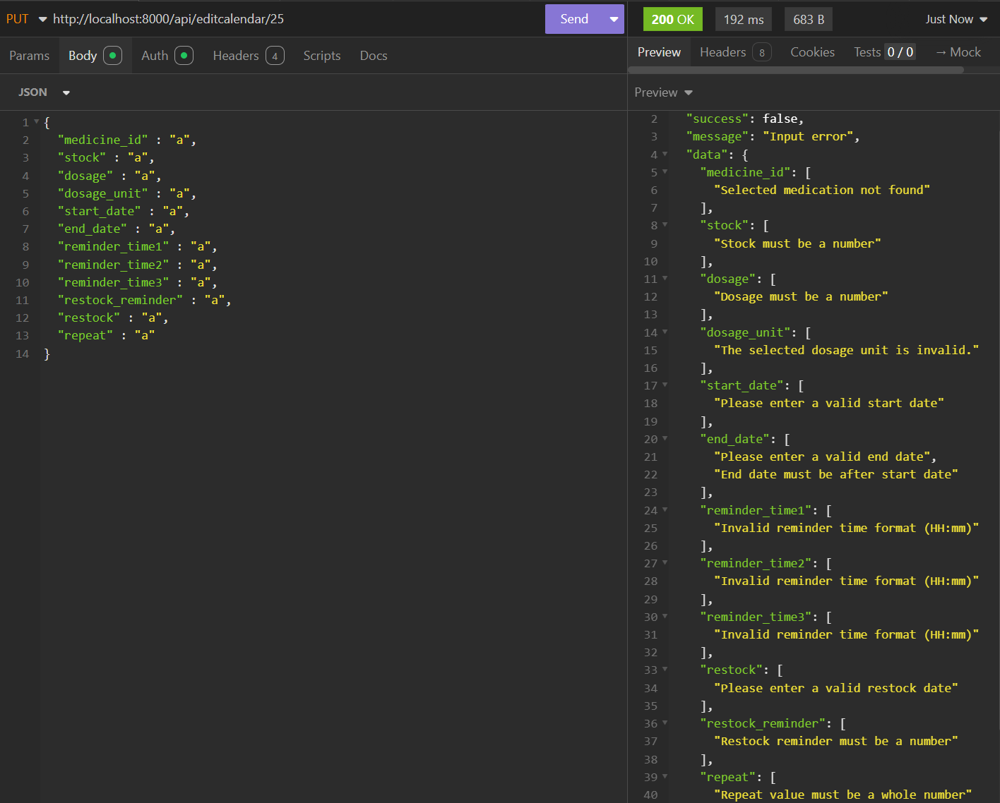 PUT http://localhost:8000/api/editcalendar/25 Send
Params Body Auth Headers 4 Scripts Docs
JSON
1 {
2 "medicine_id" : "a",
3 "stock" : "a",
4 "dosage" : "a",
5 "dosage_unit" : "a",
6 "start_date" : "a",
7 "end_date" : "a",
8 "reminder_time1" : "a",
9 "reminder_time2" : "a",
10 "reminder_time3" : "a",
11 "restock_reminder" : "a",
12 "restock" : "a",
13 "repeat" : "a"
14 }
200 OK 192 ms 683 B Just Now
Preview Headers 8 Cookies Tests 0 / 0 → Mock
Preview
2 "success": false,
3 "message": "Input error",
4 "data": {
5 "medicine_id": [
6 "Selected medication not found"
7 ],
8 "stock": [
9 "Stock must be a number"
10 ],
11 "dosage": [
12 "Dosage must be a number"
13 ],
14 "dosage_unit": [
15 "The selected dosage unit is invalid."
16 ],
17 "start_date": [
18 "Please enter a valid start date"
19 ],
20 "end_date": [
21 "Please enter a valid end date",
22 "End date must be after start date"
23 ],
24 "reminder_time1": [
25 "Invalid reminder time format (HH:mm)"
26 ],
27 "reminder_time2": [
28 "Invalid reminder time format (HH:mm)"
29 ],
30 "reminder_time3": [
31 "Invalid reminder time format (HH:mm)"
32 ],
33 "restock": [
34 "Please enter a valid restock date"
35 ],
36 "restock_reminder": [
37 "Restock reminder must be a number"
38 ],
39 "repeat": [
40 "Repeat value must be a whole number"